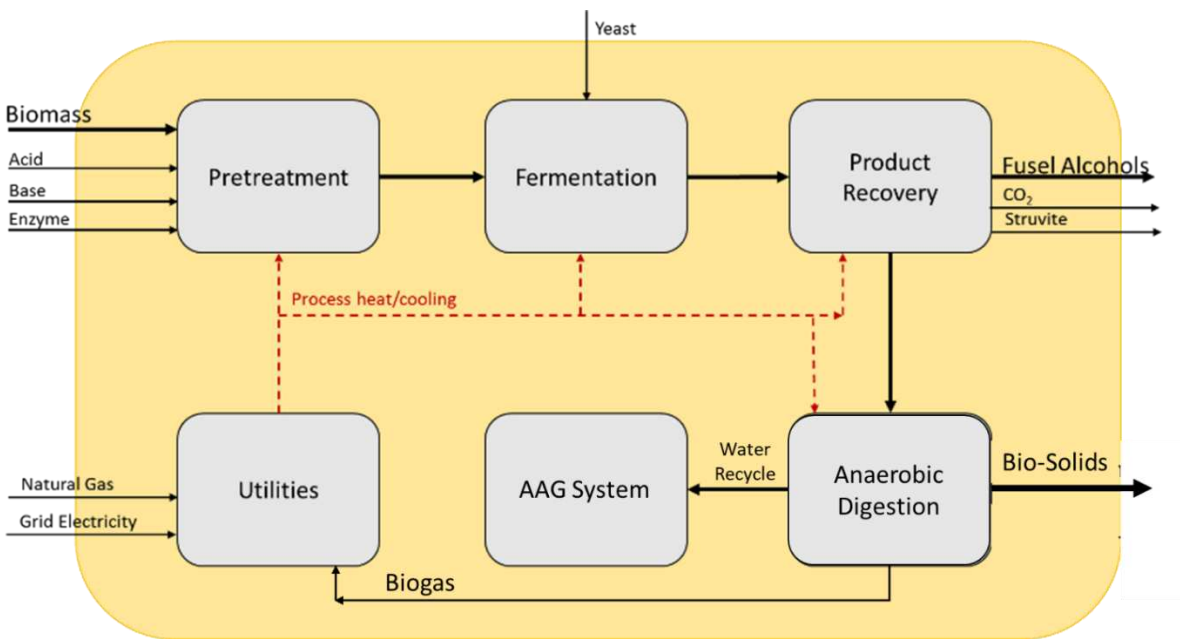 Yeast
Biomass
Acid
Base
Enzyme
Pretreatment
Fermentation
Product
Recovery
Fusel Alcohols
CO₂
Struvite
Process heat/cooling
Natural Gas
Grid Electricity
Utilities
AAG System
Water
Recycle
Anaerobic
Digestion
Bio-Solids
Biogas